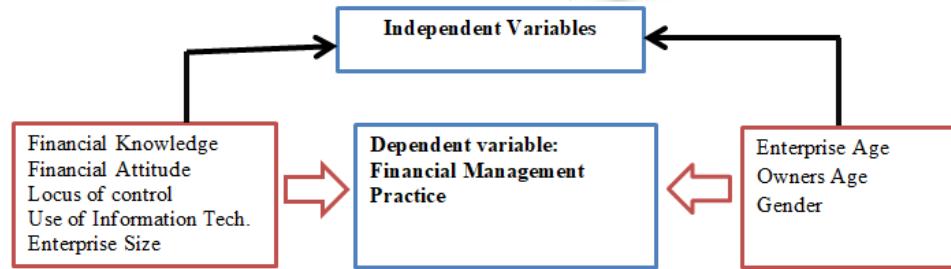 Independent Variables
Financial Knowledge
Financial Attitude
Locus of control
Use of Information Tech.
Enterprise Size
Dependent variable:
Financial Management
Practice
Enterprise Age
Owners Age
Gender